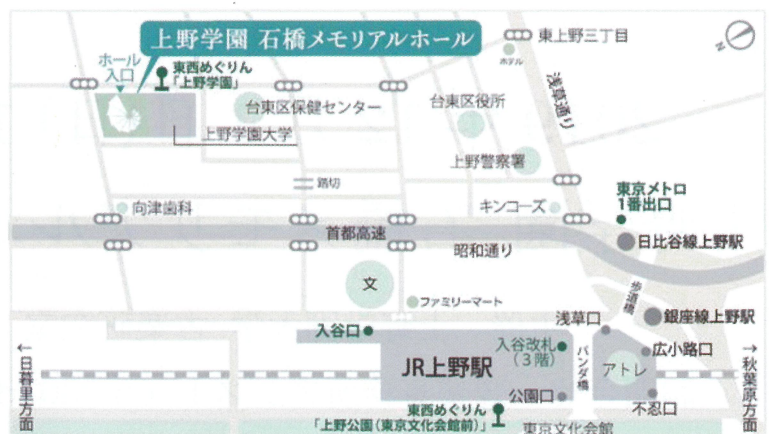 上野学園 石橋メモリアルホール
東上野三丁目
ホテル
N
ホール
入口
東西めぐりん
「上野学園」
浅草通り
台東区保健センター
台東区役所
上野学園大学
上野警察署
踏切
向津歯科
キンコーズ
東京メトロ
1番出口
首都高速
日比谷線上野駅
昭和通り
文
歩道橋
ファミリーマート
銀座線上野駅
浅草口
入谷口
入谷改札
(3階)
広小路口
←日暮里方面
JR上野駅
パンダ橋
アトレ
→秋葉原方面
公園口
不忍口
東西めぐりん
「上野公園(東京文化会館前)」
東京文化会館